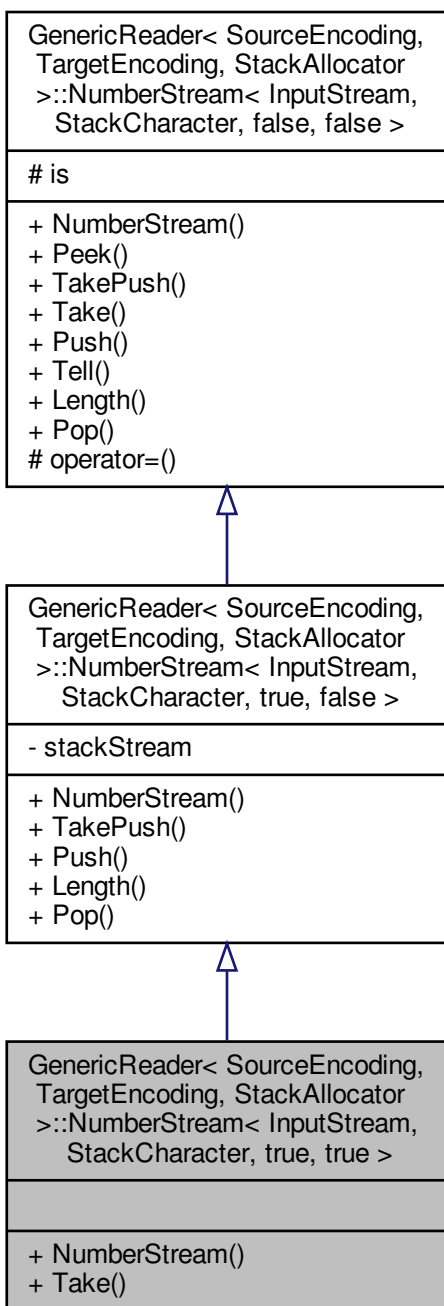 GenericReader< SourceEncoding,
TargetEncoding, StackAllocator
>::NumberStream< InputStream,
StackCharacter, false, false >
# is
+ NumberStream()
+ Peek()
+ TakePush()
+ Take()
+ Push()
+ Tell()
+ Length()
+ Pop()
# operator=()
GenericReader< SourceEncoding,
TargetEncoding, StackAllocator
>::NumberStream< InputStream,
StackCharacter, true, false >
- stackStream
+ NumberStream()
+ TakePush()
+ Push()
+ Length()
+ Pop()
GenericReader< SourceEncoding,
TargetEncoding, StackAllocator
>::NumberStream< InputStream,
StackCharacter, true, true >
+ NumberStream()
+ Take()